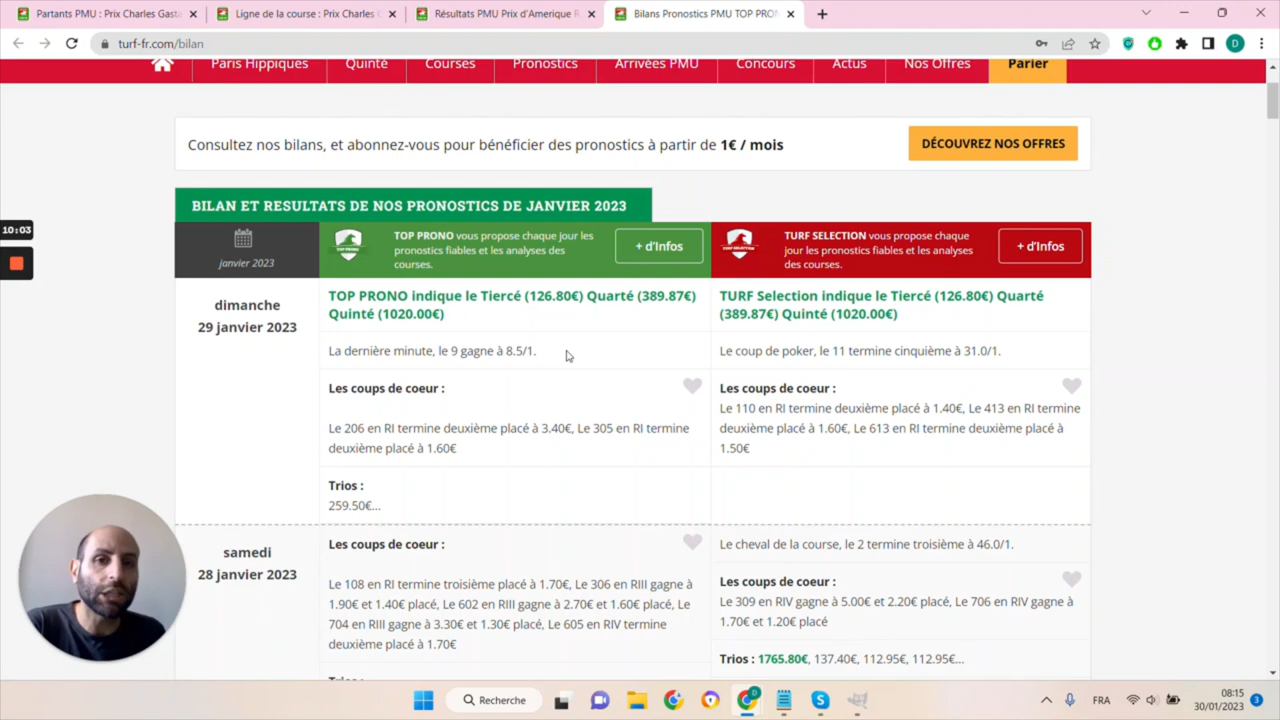 Partants PMU : Prix Charles Gasta
Ligne de la course : Prix Charles G
Résultats PMU Prix d'Amerique R
Bilans Pronostics PMU TOP PRON
turf-fr.com/bilan
D
Paris Hippiques
Quinté
Courses
Pronostics
Arrivées PMU
Concours
Actus
Nos Offres
Parier
Consultez nos bilans, et abonnez-vous pour bénéficier des pronostics à partir de 1€ / mois
DÉCOUVREZ NOS OFFRES
10:03
BILAN ET RESULTATS DE NOS PRONOSTICS DE JANVIER 2023
janvier 2023
TOP PRONO
TOP PRONO vous propose chaque jour les
pronostics fiables et les analyses des
courses.
+ d'Infos
TURF SELECTION
TURF SELECTION vous propose chaque
jour les pronostics fiables et les analyses
des courses.
+ d'Infos
dimanche
29 janvier 2023
TOP PRONO indique le Tiercé (126.80€) Quarté (389.87€)
Quinté (1020.00€)
La dernière minute, le 9 gagne à 8.5/1.
Les coups de coeur :
Le 206 en RI termine deuxième placé à 3.40€, Le 305 en RI termine
deuxième placé à 1.60€
Trios :
259.50€...
TURF Selection indique le Tiercé (126.80€) Quarté
(389.87€) Quinté (1020.00€)
Le coup de poker, le 11 termine cinquième à 31.0/1.
Les coups de coeur :
Le 110 en RI termine deuxième placé à 1.40€, Le 413 en RI termine
deuxième placé à 1.60€, Le 613 en RI termine deuxième placé à
1.50€
samedi
28 janvier 2023
Les coups de coeur :
Le 108 en RI termine troisième placé à 1.70€, Le 306 en RIII gagne à
1.90€ et 1.40€ placé, Le 602 en RIII gagne à 2.70€ et 1.60€ placé, Le
704 en RIII gagne à 3.30€ et 1.30€ placé, Le 605 en RIV termine
deuxième placé à 1.70€
Trios :
Le cheval de la course, le 2 termine troisième à 46.0/1.
Les coups de coeur :
Le 309 en RIV gagne à 5.00€ et 2.20€ placé, Le 706 en RIV gagne à
1.70€ et 1.20€ placé
Trios : 1765.80€, 137.40€, 112.95€, 112.95€...
Recherche
FRA
08:15
30/01/2023
3